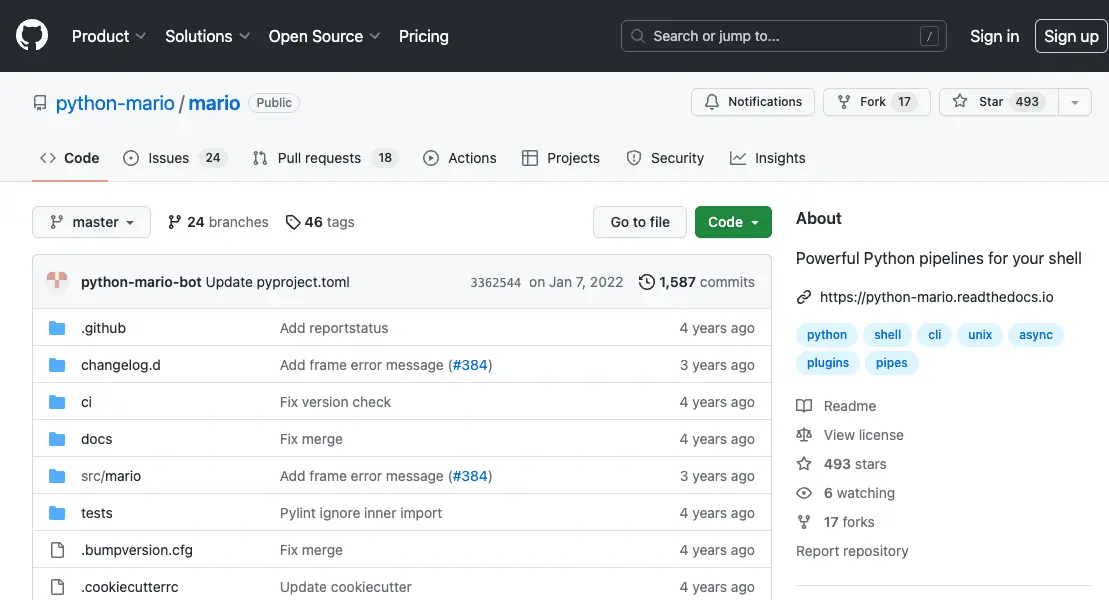 Product Solutions Open Source Pricing Search or jump to... / Sign in Sign up
python-mario / mario Public Notifications Fork 17 Star 493
Code Issues 24 Pull requests 18 Actions Projects Security Insights
master 24 branches 46 tags Go to file Code
python-mario-bot Update pyproject.toml 3362544 on Jan 7, 2022 1,587 commits
.github Add reportstatus 4 years ago
changelog.d Add frame error message (#384) 3 years ago
ci Fix version check 4 years ago
docs Fix merge 4 years ago
src/mario Add frame error message (#384) 3 years ago
tests Pylint ignore inner import 4 years ago
.bumpversion.cfg Fix merge 4 years ago
.cookiecutterrc Update cookiecutter 4 years ago
About
Powerful Python pipelines for your shell
https://python-mario.readthedocs.io
python shell cli unix async
plugins pipes
Readme
View license
493 stars
6 watching
17 forks
Report repository